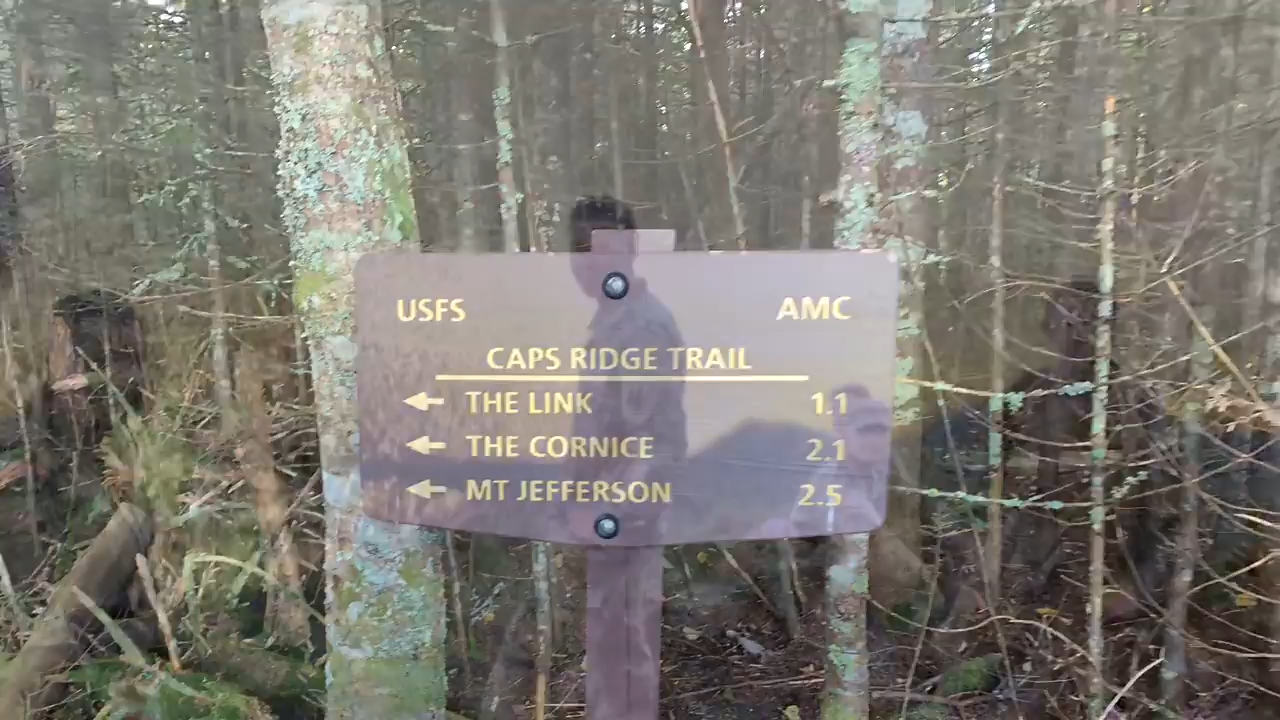 USFS AMC
CAPS RIDGE TRAIL
← THE LINK 1.1
← THE CORNICE 2.1
← MT JEFFERSON 2.5